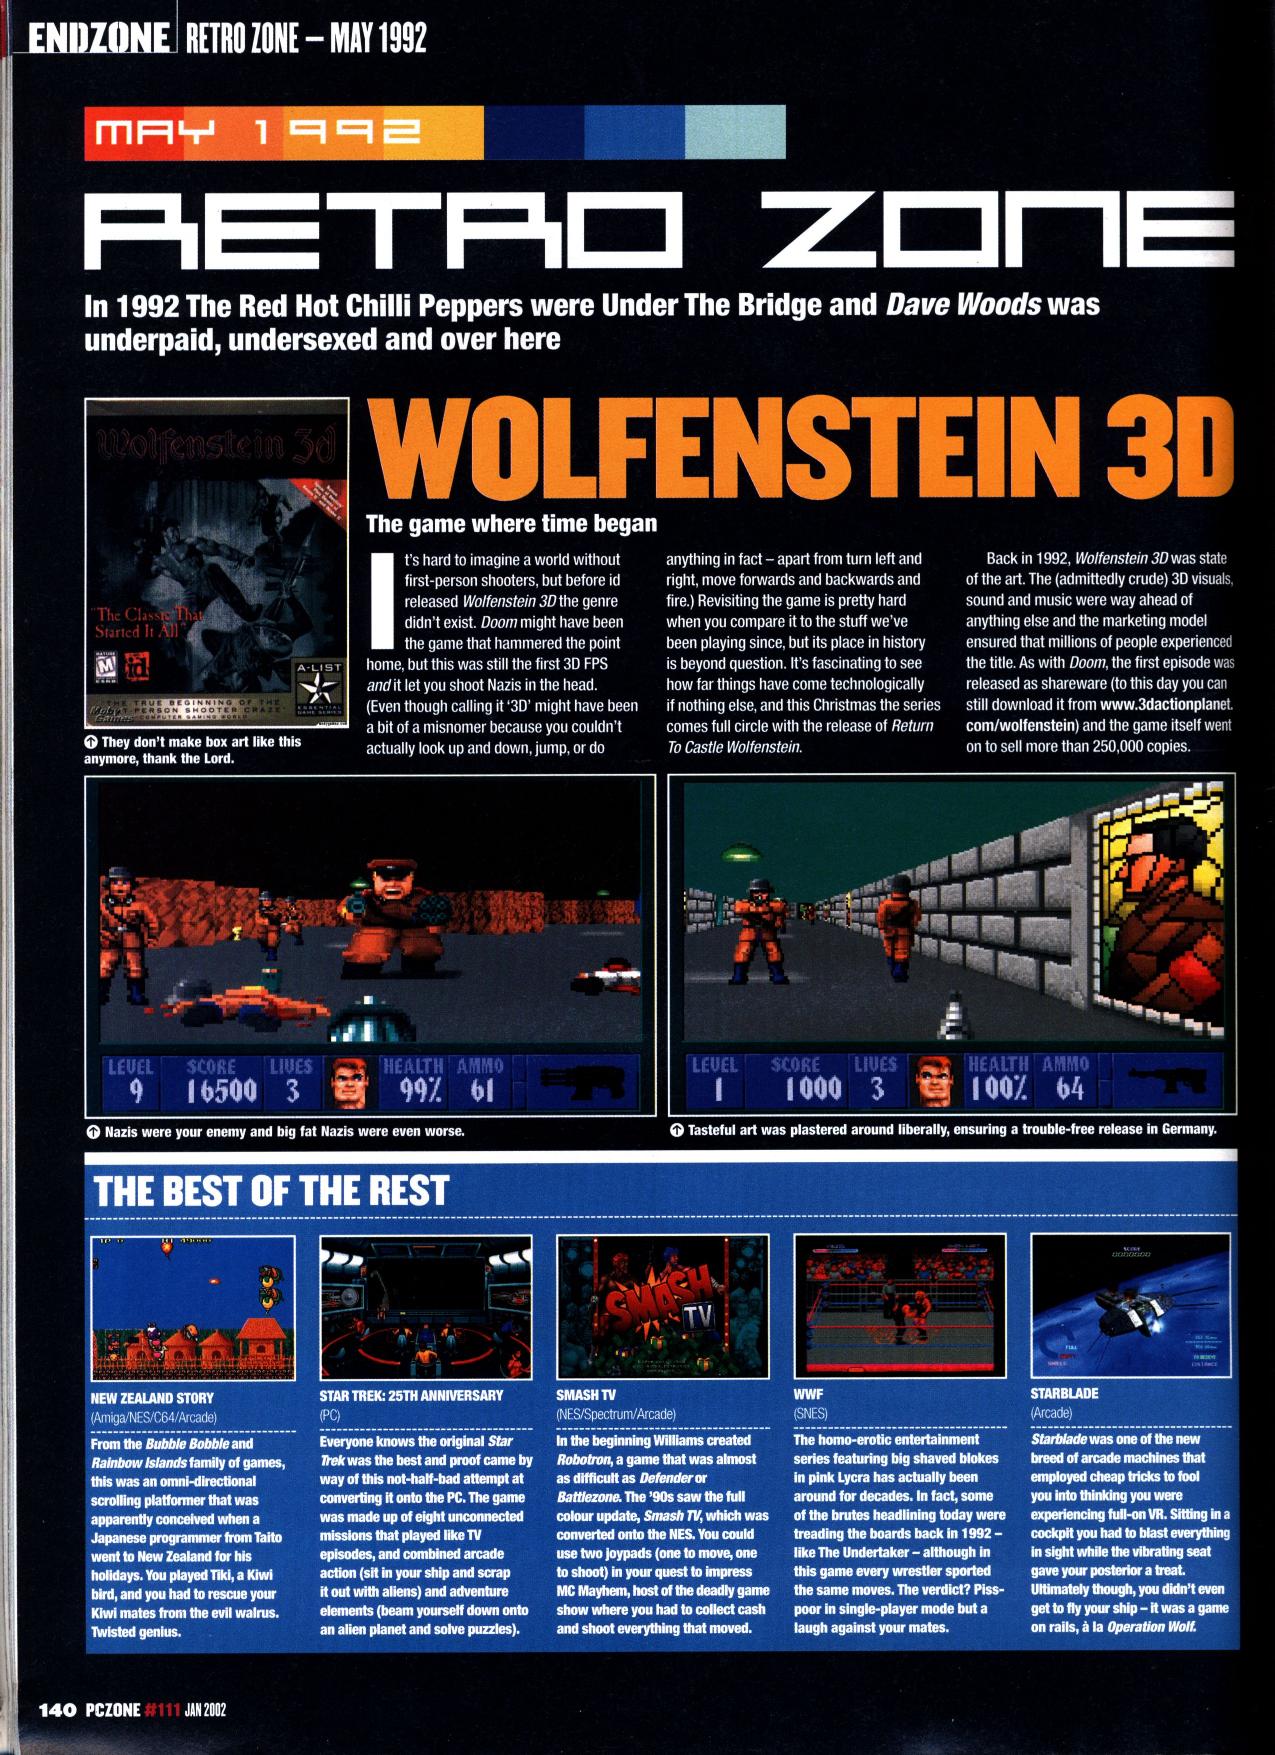 ENDZONE RETRO ZONE – MAY 1992
MAY 1992
RETRO ZONE
In 1992 The Red Hot Chilli Peppers were Under The Bridge and Dave Woods was
underpaid, undersexed and over here
Wolfenstein 3d
"The Classic That
Started It All"
MATURE
M
ESRB
id
A-LIST
ESSENTIAL
GAME SERIES
THE TRUE BEGINNING OF THE
PERSON SHOOTER CRAZE
COMPUTER GAMING WORLD
They don't make box art like this
anymore, thank the Lord.
WOLFENSTEIN 3D
The game where time began
It's hard to imagine a world without
first-person shooters, but before id
released Wolfenstein 3D the genre
didn't exist. Doom might have been
the game that hammered the point
home, but this was still the first 3D FPS
and it let you shoot Nazis in the head.
(Even though calling it '3D' might have been
a bit of a misnomer because you couldn't
actually look up and down, jump, or do
anything in fact – apart from turn left and
right, move forwards and backwards and
fire.) Revisiting the game is pretty hard
when you compare it to the stuff we've
been playing since, but its place in history
is beyond question. It's fascinating to see
how far things have come technologically
if nothing else, and this Christmas the series
comes full circle with the release of Return
To Castle Wolfenstein.
Back in 1992, Wolfenstein 3D was state
of the art. The (admittedly crude) 3D visuals,
sound and music were way ahead of
anything else and the marketing model
ensured that millions of people experienced
the title. As with Doom, the first episode was
released as shareware (to this day you can
still download it from www.3dactionplanet.
com/wolfenstein) and the game itself went
on to sell more than 250,000 copies.
LEVEL SCORE LIVES HEALTH AMMO
9 16500 3 99% 61
LEVEL SCORE LIVES HEALTH AMMO
1 1000 3 100% 64
Nazis were your enemy and big fat Nazis were even worse.
Tasteful art was plastered around liberally, ensuring a trouble-free release in Germany.
THE BEST OF THE REST
NEW ZEALAND STORY
(Amiga/NES/C64/Arcade)
From the Bubble Bobble and
Rainbow Islands family of games,
this was an omni-directional
scrolling platformer that was
apparently conceived when a
Japanese programmer from Taito
went to New Zealand for his
holidays. You played Tiki, a Kiwi
bird, and you had to rescue your
Kiwi mates from the evil walrus.
Twisted genius.
STAR TREK: 25TH ANNIVERSARY
(PC)
Everyone knows the original Star
Trek was the best and proof came by
way of this not-half-bad attempt at
converting it onto the PC. The game
was made up of eight unconnected
missions that played like TV
episodes, and combined arcade
action (sit in your ship and scrap
it out with aliens) and adventure
elements (beam yourself down onto
an alien planet and solve puzzles).
SMASH
TV
SMASH TV
(NES/Spectrum/Arcade)
In the beginning Williams created
Robotron, a game that was almost
as difficult as Defender or
Battlezone. The '90s saw the full
colour update, Smash TV, which was
converted onto the NES. You could
use two joypads (one to move, one
to shoot) in your quest to impress
MC Mayhem, host of the deadly game
show where you had to collect cash
and shoot everything that moved.
WWF
(SNES)
The homo-erotic entertainment
series featuring big shaved blokes
in pink Lycra has actually been
around for decades. In fact, some
of the brutes headlining today were
treading the boards back in 1992 –
like The Undertaker – although in
this game every wrestler sported
the same moves. The verdict? Piss-
poor in single-player mode but a
laugh against your mates.
SCORE
0000000
FULL
STARBLADE
(Arcade)
Starblade was one of the new
breed of arcade machines that
employed cheap tricks to fool
you into thinking you were
experiencing full-on VR. Sitting in a
cockpit you had to blast everything
in sight while the vibrating seat
gave your posterior a treat.
Ultimately though, you didn't even
get to fly your ship – it was a game
on rails, à la Operation Wolf.
140 PCZONE #111 JAN 2002